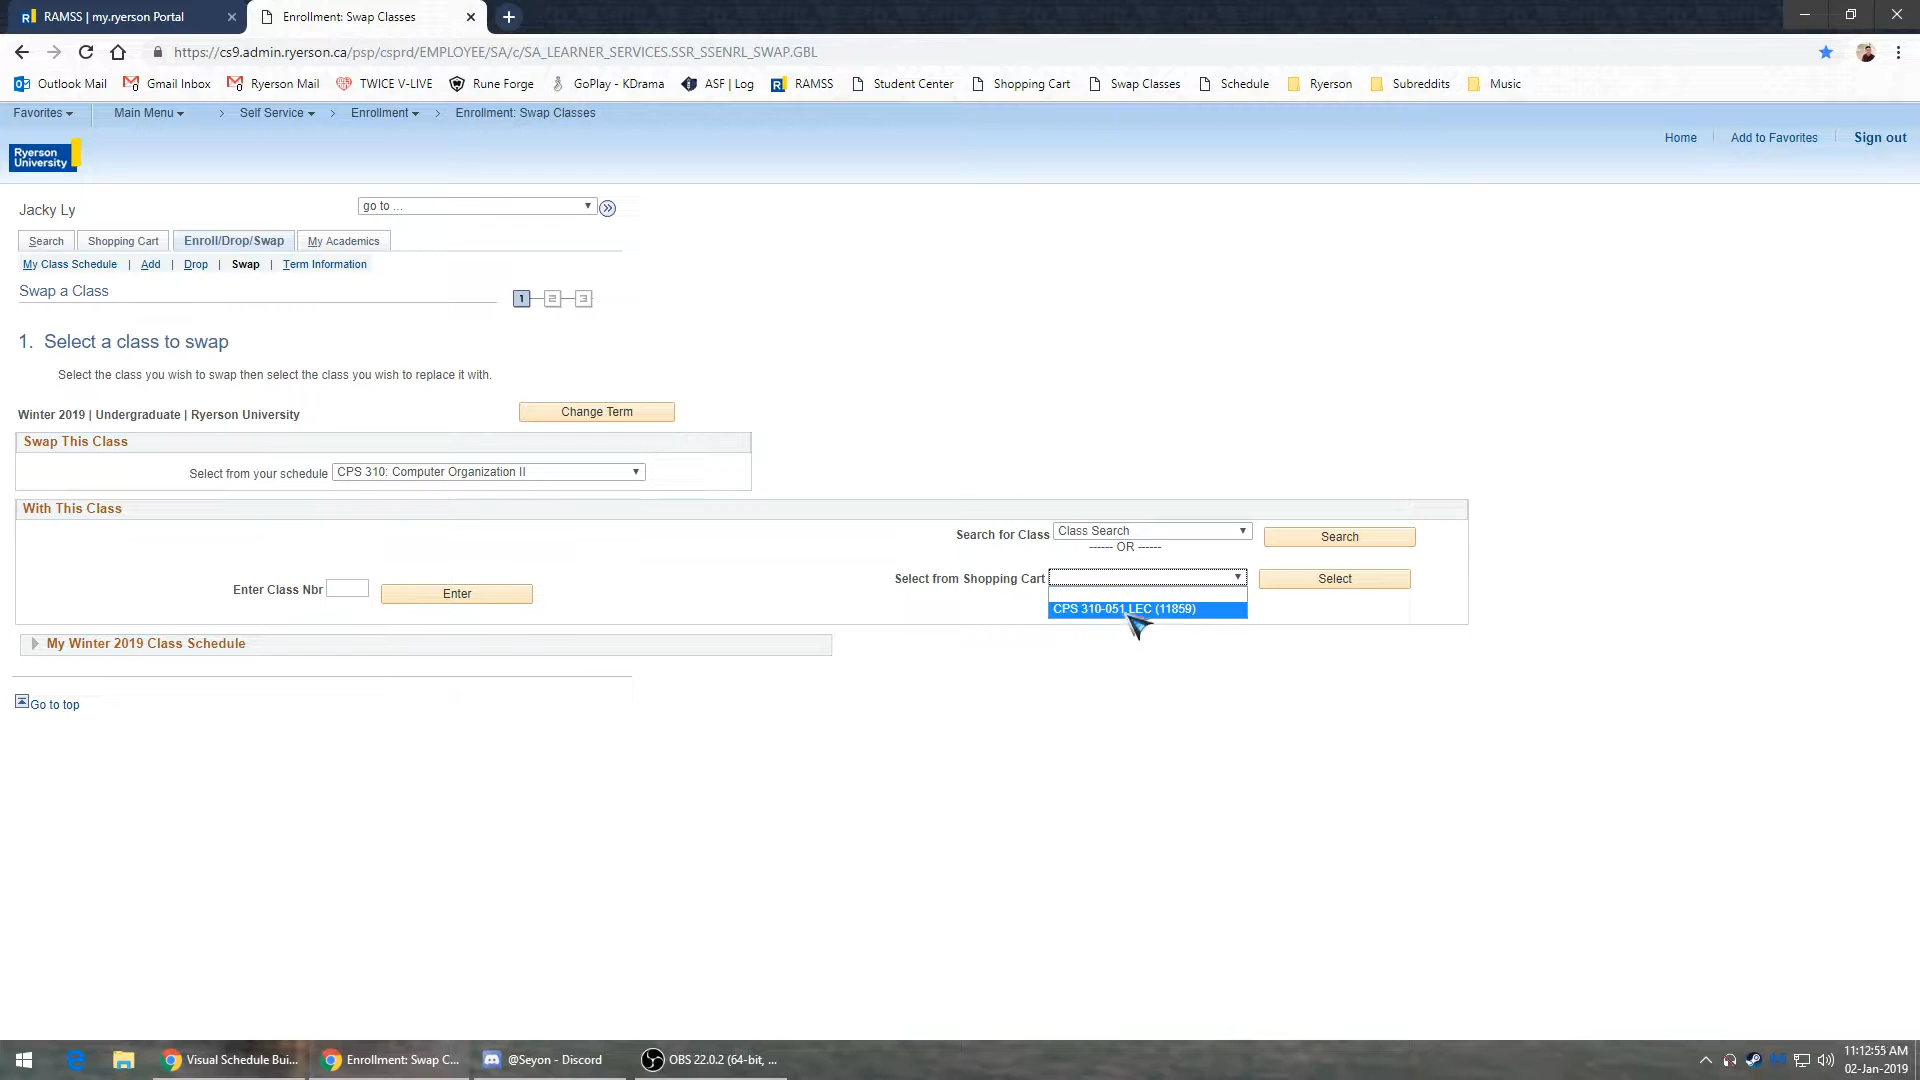 RAMSS | my.ryerson Portal
Enrollment: Swap Classes
https://cs9.admin.ryerson.ca/psp/csprd/EMPLOYEE/SA/c/SA_LEARNER_SERVICES.SSR_SSENRL_SWAP.GBL
Outlook Mail Gmail Inbox Ryerson Mail TWICE V-LIVE Rune Forge GoPlay - KDrama ASF | Log RAMSS Student Center Shopping Cart Swap Classes Schedule Ryerson Subreddits Music
Favorites Main Menu > Self Service > Enrollment > Enrollment: Swap Classes
Home Add to Favorites Sign out
Ryerson
University
Jacky Ly
go to ...
Search Shopping Cart Enroll/Drop/Swap My Academics
My Class Schedule | Add | Drop | Swap | Term Information
Swap a Class
1 2 3
1. Select a class to swap
Select the class you wish to swap then select the class you wish to replace it with.
Winter 2019 | Undergraduate | Ryerson University
Change Term
Swap This Class
Select from your schedule CPS 310: Computer Organization II
With This Class
Search for Class Class Search Search
------ OR ------
Select from Shopping Cart Select
Enter Class Nbr Enter
CPS 310-051 LEC (11859)
My Winter 2019 Class Schedule
Go to top
Visual Schedule Bui... Enrollment: Swap C... @Seyon - Discord OBS 22.0.2 (64-bit, ...
11:12:55 AM
02-Jan-2019